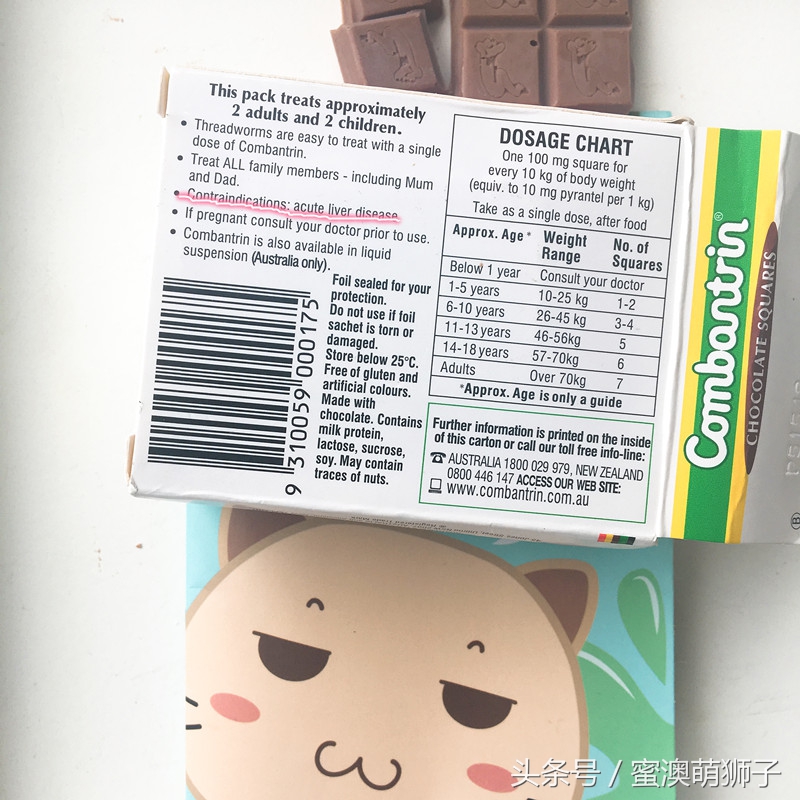 This pack treats approximately
2 adults and 2 children.
• Threadworms are easy to treat with a single
dose of Combantrin.
• Treat ALL family members - including Mum
and Dad.
• Contraindications: acute liver disease
• If pregnant consult your doctor prior to use.
• Combantrin is also available in liquid
suspension (Australia only).
Foil sealed for your
protection.
Do not use if foil
sachet is torn or
damaged.
Store below 25°C.
Free of gluten and
artificial colours.
Made with
chocolate. Contains
milk protein,
lactose, sucrose,
soy. May contain
traces of nuts.
9 310059 000175
DOSAGE CHART
One 100 mg square for
every 10 kg of body weight
(equiv. to 10 mg pyrantel per 1 kg)
Take as a single dose, after food
Approx. Age* Weight Range No. of Squares
Below 1 year Consult your doctor
1-5 years 10-25 kg 1-2
6-10 years 26-45 kg 3-4
11-13 years 46-56kg 5
14-18 years 57-70kg 6
Adults Over 70kg 7
*Approx. Age is only a guide
Further information is printed on the inside
of this carton or call our toll free info-line:
AUSTRALIA 1800 029 979, NEW ZEALAND
0800 446 147 ACCESS OUR WEB SITE:
www.combantrin.com.au
Combantrin®
CHOCOLATE SQUARES
头条号 / 蜜澳萌狮子